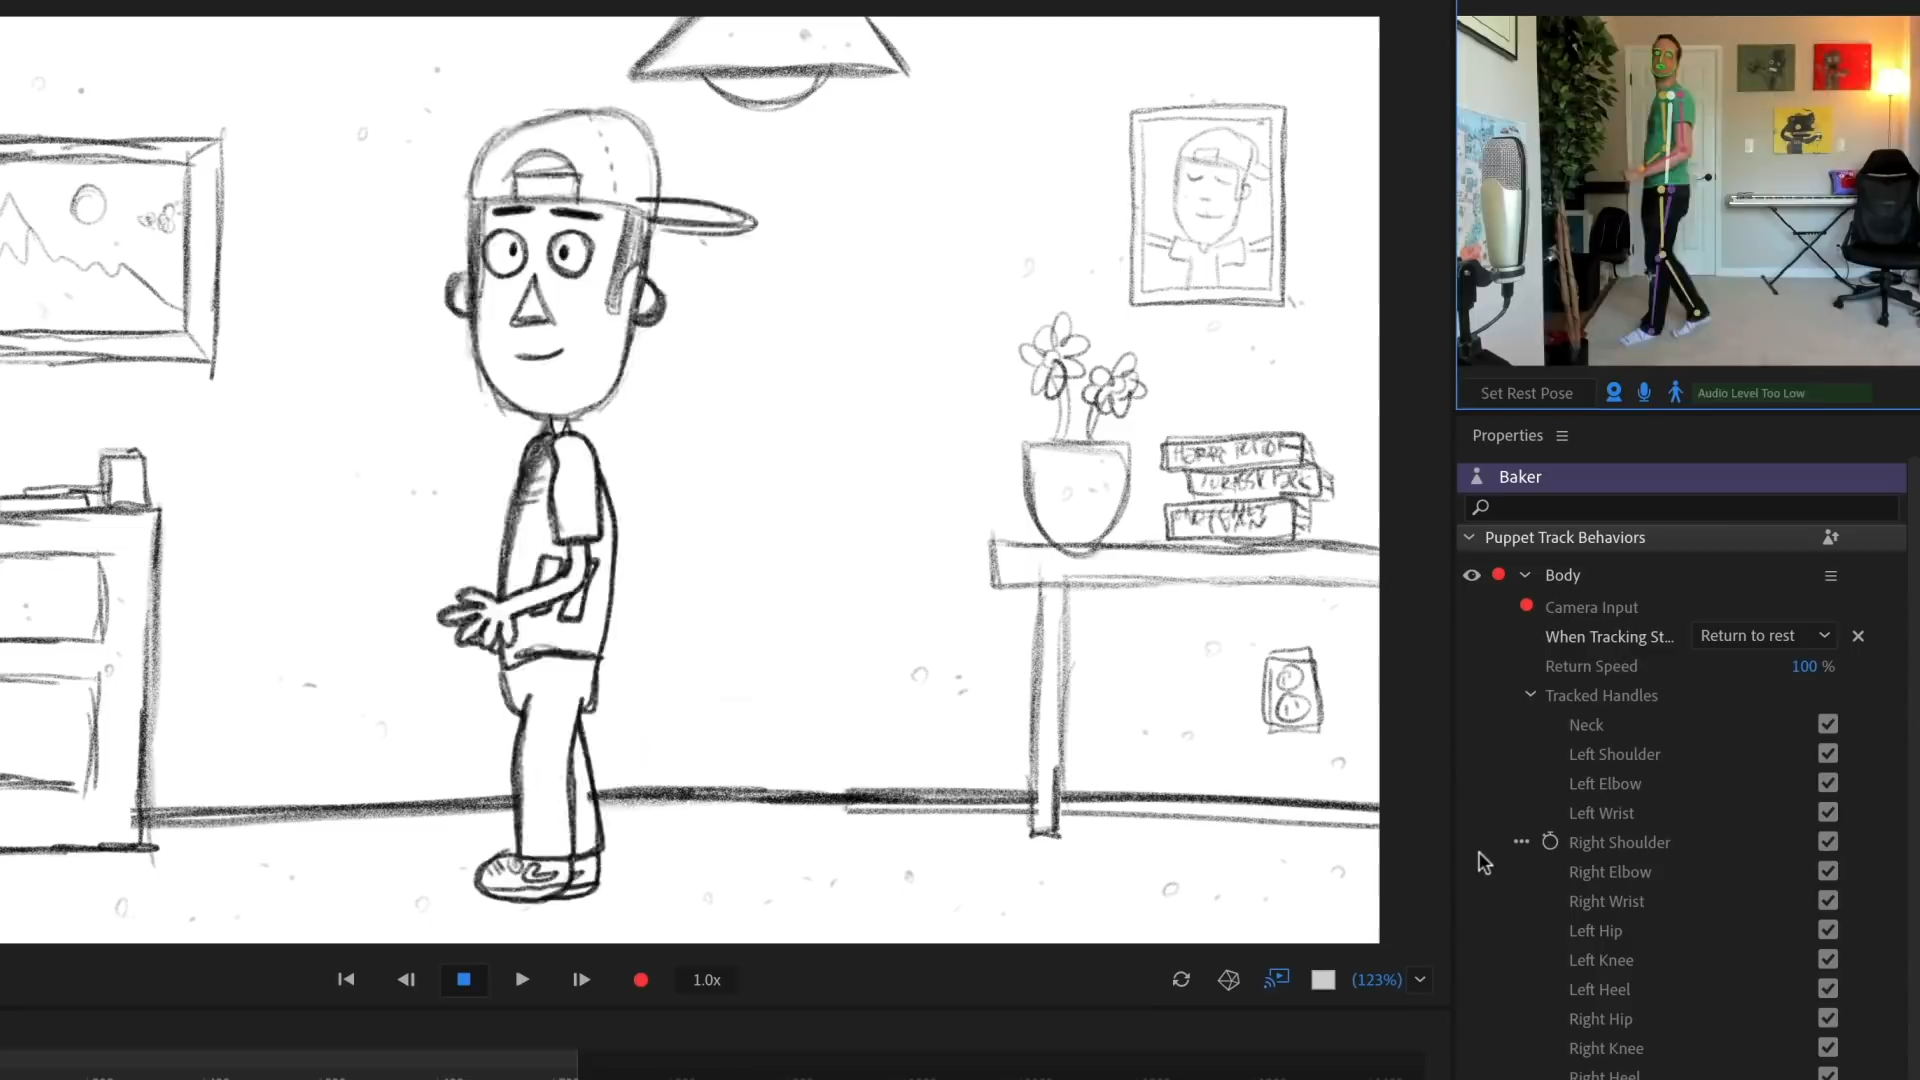 Set Rest Pose
Audio Level Too Low
Properties
Baker
Puppet Track Behaviors
Body
Camera Input
When Tracking St... Return to rest
Return Speed 100 %
Tracked Handles
Neck
Left Shoulder
Left Elbow
Left Wrist
Right Shoulder
Right Elbow
Right Wrist
Left Hip
Left Knee
Left Heel
Right Hip
Right Knee
Right Heel
1.0x
(123%)